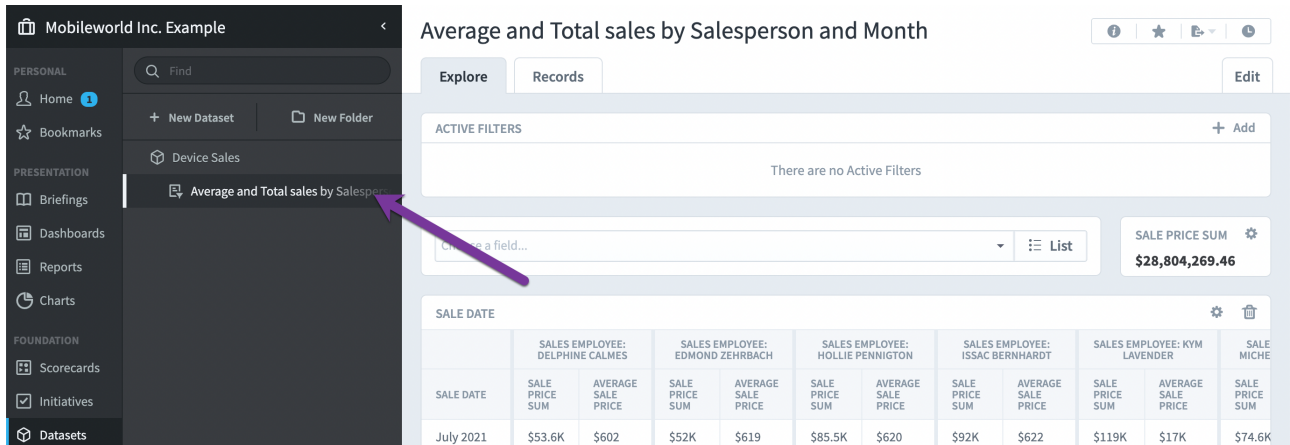 Mobileworld Inc. Example
PERSONAL
Home 1
Bookmarks
PRESENTATION
Briefings
Dashboards
Reports
Charts
FOUNDATION
Scorecards
Initiatives
Datasets
Find
New Dataset
New Folder
Device Sales
Average and Total sales by Salesper
Average and Total sales by Salesperson and Month
Explore
Records
Edit
ACTIVE FILTERS
Add
There are no Active Filters
Choose a field...
List
SALE PRICE SUM
$28,804,269.46
SALE DATE
SALES EMPLOYEE:
DELPHINE CALMES
SALES EMPLOYEE:
EDMOND ZEHRBACH
SALES EMPLOYEE:
HOLLIE PENNINGTON
SALES EMPLOYEE:
ISSAC BERNHARDT
SALES EMPLOYEE: KYM
LAVENDER
SALE
MICHE
SALE DATE
SALE
PRICE
SUM
AVERAGE
SALE
PRICE
SALE
PRICE
SUM
AVERAGE
SALE
PRICE
SALE
PRICE
SUM
AVERAGE
SALE
PRICE
SALE
PRICE
SUM
AVERAGE
SALE
PRICE
SALE
PRICE
SUM
AVERAGE
SALE
PRICE
SALE
PRICE
SUM
July 2021 $53.6K $602 $52K $619 $85.5K $620 $92K $622 $119K $17K $74.6K